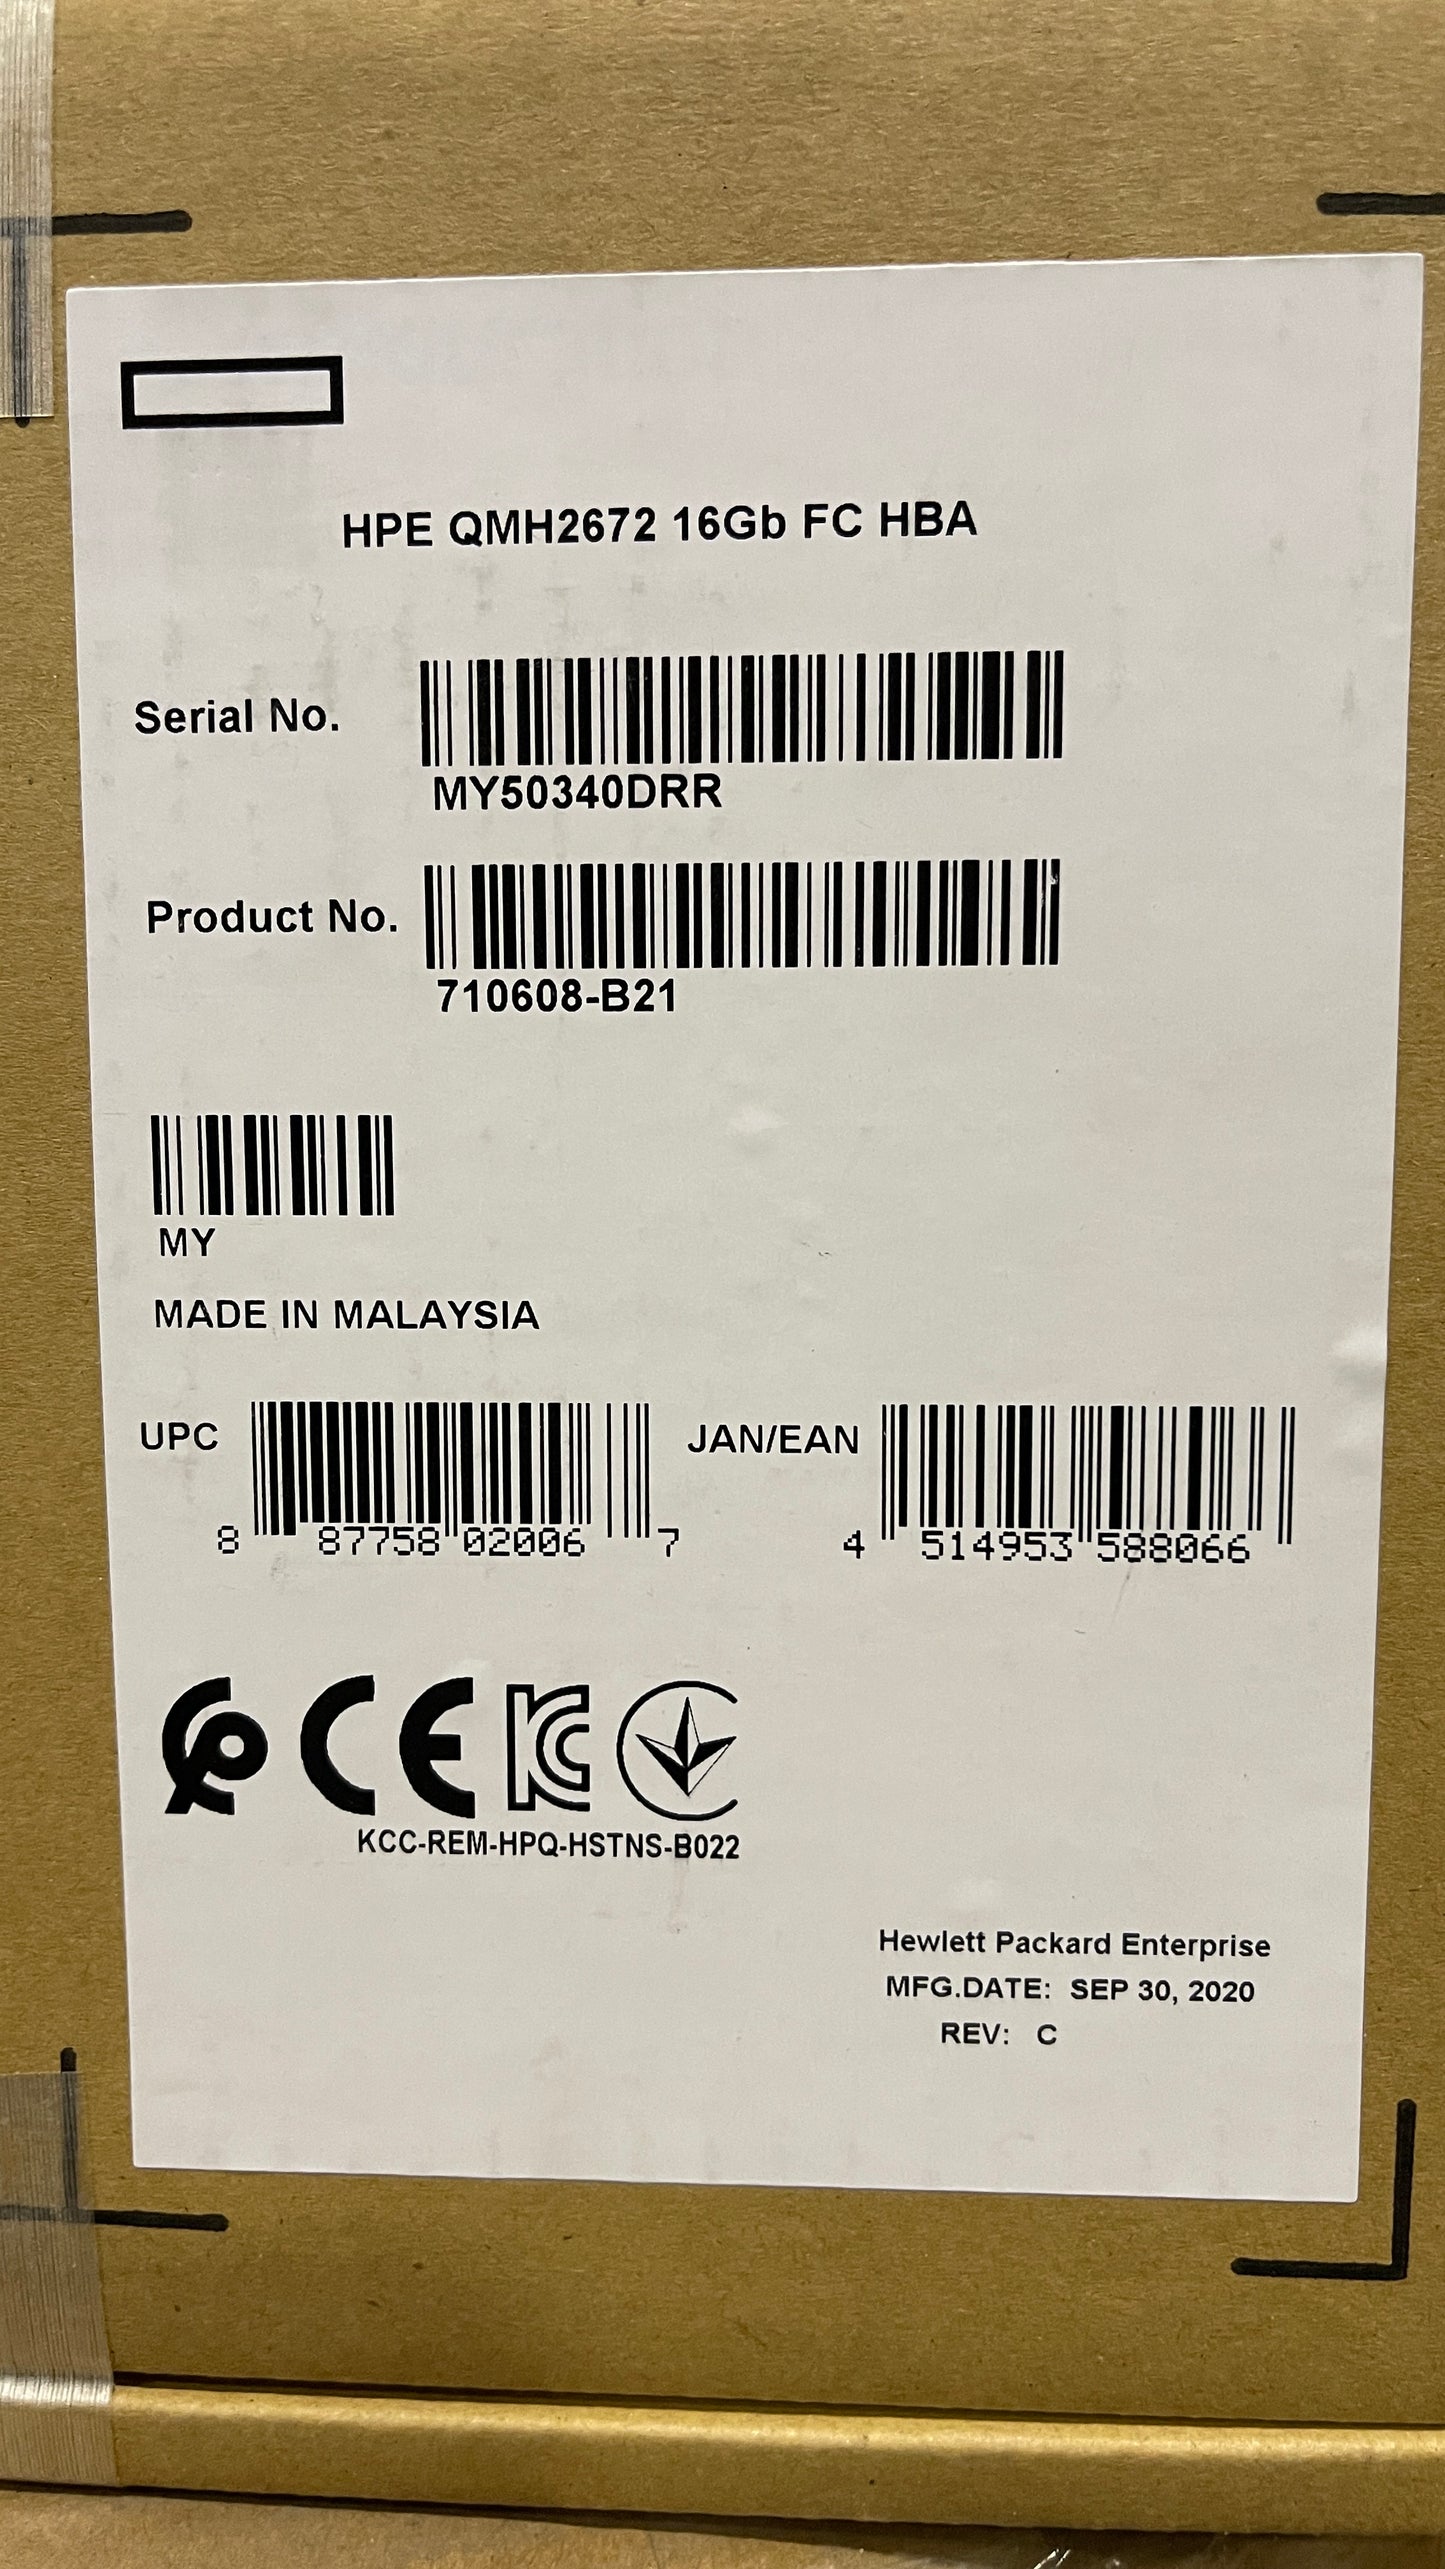 HPE QMH2672 16Gb FC HBA
Serial No.
MY50340DRR
Product No.
710608-B21
MY
MADE IN MALAYSIA
UPC
8 87758 02006 7
JAN/EAN
4 514953 588066
CE
KCC-REM-HPQ-HSTNS-B022
Hewlett Packard Enterprise
MFG.DATE: SEP 30, 2020
REV: C